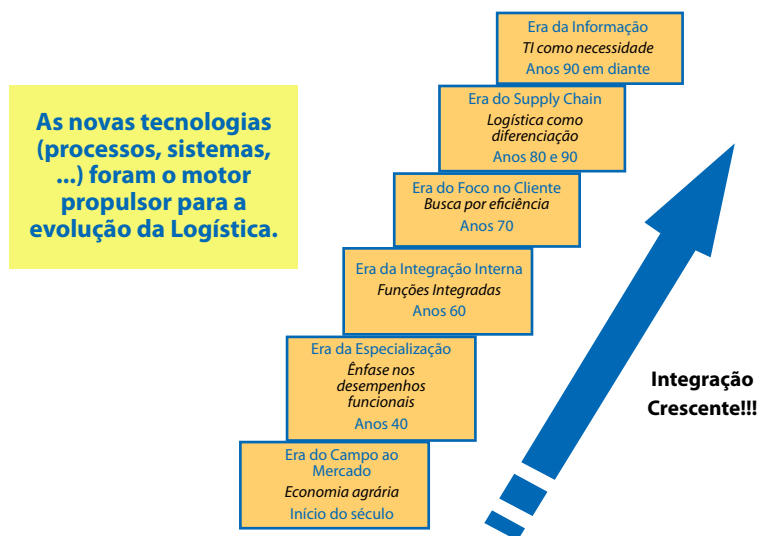 Era da Informação
TI como necessidade
Anos 90 em diante
As novas tecnologias
(processos, sistemas,
...) foram o motor
propulsor para a
evolução da Logística.
Era do Supply Chain
Logística como
diferenciação
Anos 80 e 90
Era do Foco no Cliente
Busca por eficiência
Anos 70
Era da Integração Interna
Funções Integradas
Anos 60
Era da Especialização
Ênfase nos
desempenhos
funcionais
Anos 40
Integração
Crescente!!!
Era do Campo ao
Mercado
Economia agrária
Início do século